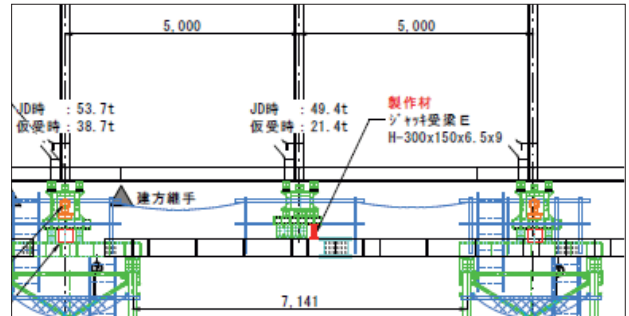 5,000
5,000
JD時 : 53.7t
仮受時 : 38.7t
JD時 : 49.4t
仮受時 : 21.4t
製作材
ジャッキ受梁E
H-300x150x6.5x9
建方継手
7,141